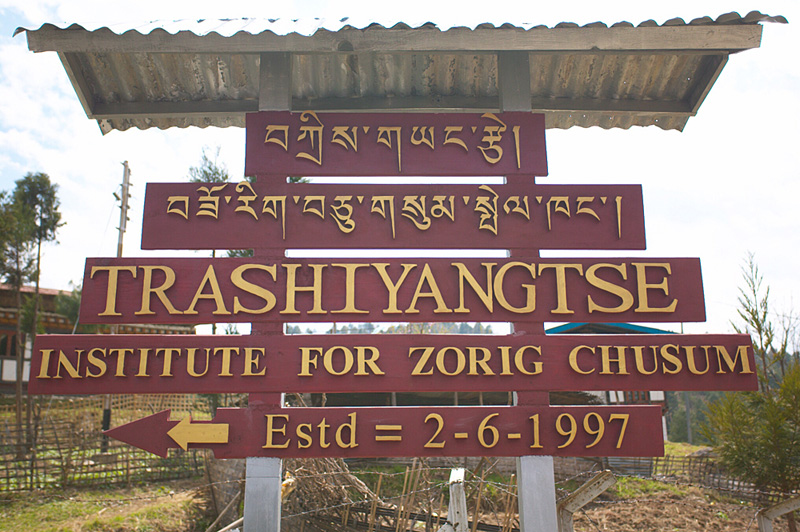 བཀྲིས་གཡང་རྩེ།
བཟོ་རིག་བཅུ་གསུམ་སློབ་ཁང་།
TRASHIYANGTSE
INSTITUTE FOR ZORIG CHUSUM
Estd = 2-6-1997